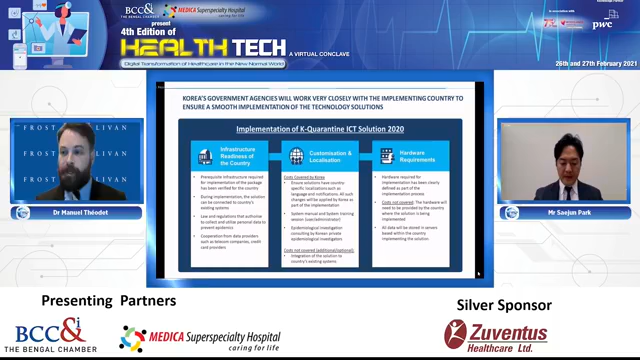 BCC&i
THE BENGAL CHAMBER
MEDICA Superspecialty Hospital
caring for life
present
4th Edition of
HEALTH TECH
A VIRTUAL CONCLAVE
Digital Transformation of Healthcare in the New Normal World
pwc
26th and 27th February 2021
KOREA'S GOVERNMENT AGENCIES WILL WORK VERY CLOSELY WITH THE IMPLEMENTING COUNTRY TO
ENSURE A SMOOTH IMPLEMENTATION OF THE TECHNOLOGY SOLUTIONS
Implementation of K-Quarantine ICT Solution 2020
Infrastructure
Readiness of
the Country
• Prerequisite infrastructure required
for implementation of the package
has been verified for the country
• During implementation, the solution
can be connected to country's
existing systems
• Law and regulations that authorise
to collect and utilise personal data to
prevent epidemics
• Cooperation from data providers
such as telecom companies, credit
card providers
Customisation &
Localisation
Costs Covered by Korea
• Ensure solutions have country-
specific localisations such as
language and notifications. All such
changes will be applied by Korea as
part of the implementation
• System manual and System training
session (user/administrator)
• Epidemiological investigation
consulting by Korean private
epidemiological investigators
Costs not covered (additional/optional):
• Integration of the solution to
country's existing systems
Hardware
Requirements
• Hardware required for
implementation has been clearly
defined as part of the
implementation process
• Costs not covered: The hardware will
need to be provided by the country
where the solution is being
implemented
• All data will be stored in servers
based within the country
implementing the solution
FROST & SULLIVAN
Dr Manuel Théodet
Mr Saejun Park
Presenting Partners
BCC&i
THE BENGAL CHAMBER
MEDICA Superspecialty Hospital
caring for life
Silver Sponsor
Zuventus
Healthcare Ltd.